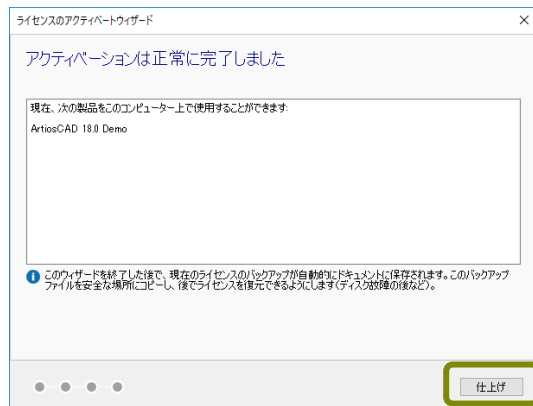 ライセンスのアクティベートウィザード
アクティベーションは正常に完了しました
現在、次の製品をこのコンピューター上で使用することができます:
ArtiosCAD 18.0 Demo
このウィザードを終了した後で、現在のライセンスのバックアップが自動的にドキュメントに保存されます。このバックアップ
ファイルを安全な場所にコピーし、後でライセンスを復元できるようにします(ディスク故障の後など)。
仕上げ